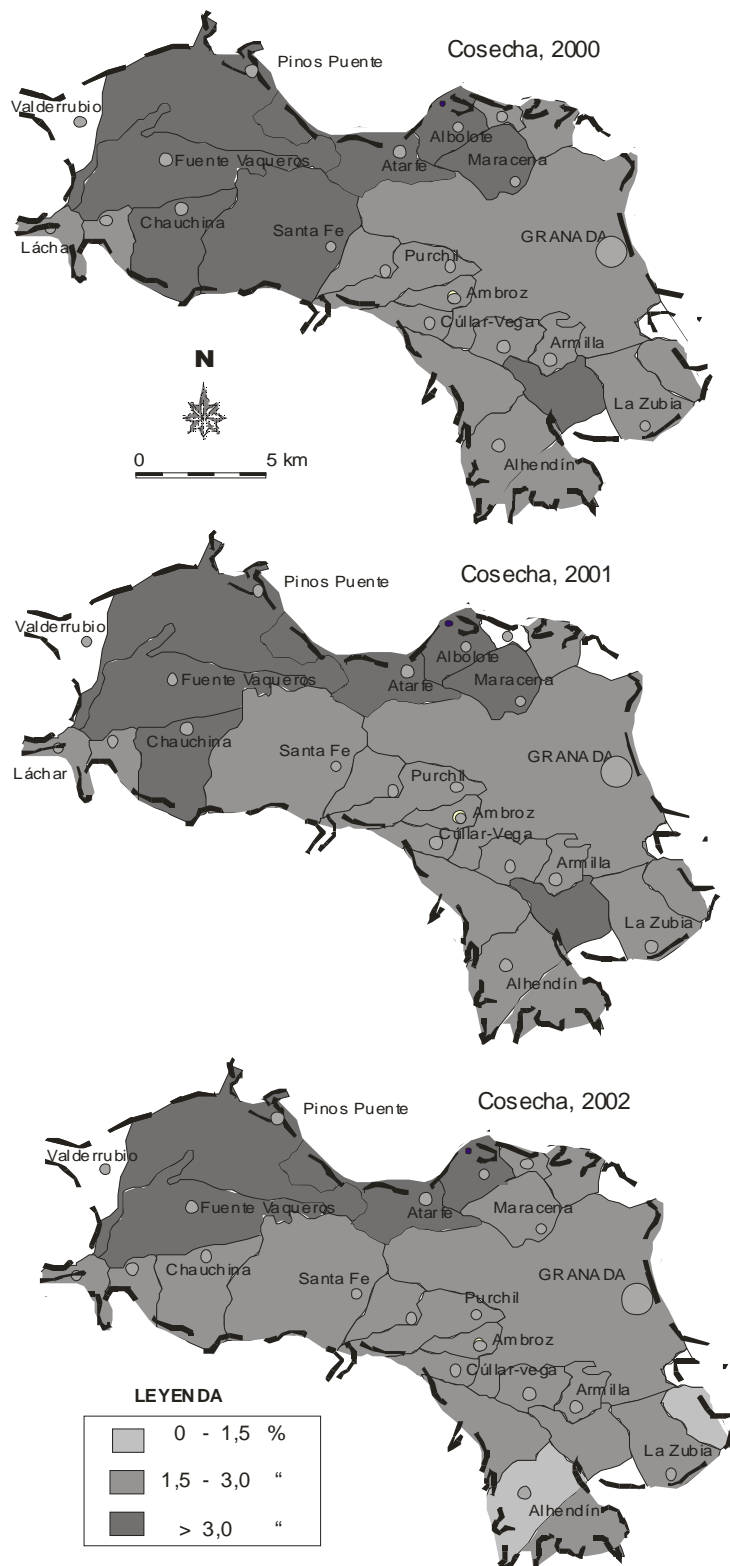 Cosecha, 2000
Pinos Puente
Valderrubio
Albolote
Fuente Vaqueros
Atarfe
Maracena
Chauchina
Santa Fe
GRANADA
Láchar
Purchil
Ambroz
Cúllar-Vega
Armilla
N
La Zubia
0 5 km
Alhendín
Cosecha, 2001
Pinos Puente
Valderrubio
Albolote
Fuente Vaqueros
Atarfe
Maracena
Chauchina
Santa Fe
GRANADA
Láchar
Purchil
Ambroz
Cúllar-Vega
Armilla
La Zubia
Alhendín
Cosecha, 2002
Pinos Puente
Valderrubio
Fuente Vaqueros
Atarfe
Maracena
Chauchina
Santa Fe
GRANADA
Purchil
Ambroz
Cúllar-vega
Armilla
LEYENDA
0 - 1,5 %
La Zubia
1,5 - 3,0 “
Alhendín
> 3,0 “